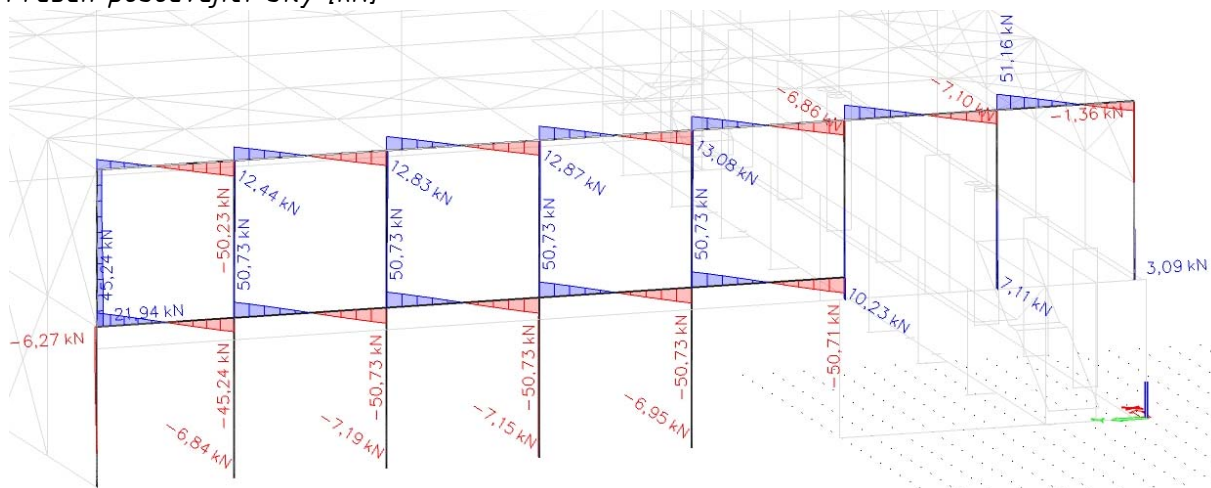 51,16 kN
-6,86 kN
-7,10 kN
-1,36 kN
12,44 kN
12,83 kN
12,87 kN
13,08 kN
-50,23 kN
45,24 kN
50,73 kN
50,73 kN
50,73 kN
50,73 kN
21,94 kN
-6,27 kN
3,09 kN
7,11 kN
10,23 kN
-45,24 kN
-50,73 kN
-50,73 kN
-50,73 kN
-50,71 kN
-6,84 kN
-7,19 kN
-7,15 kN
-6,95 kN